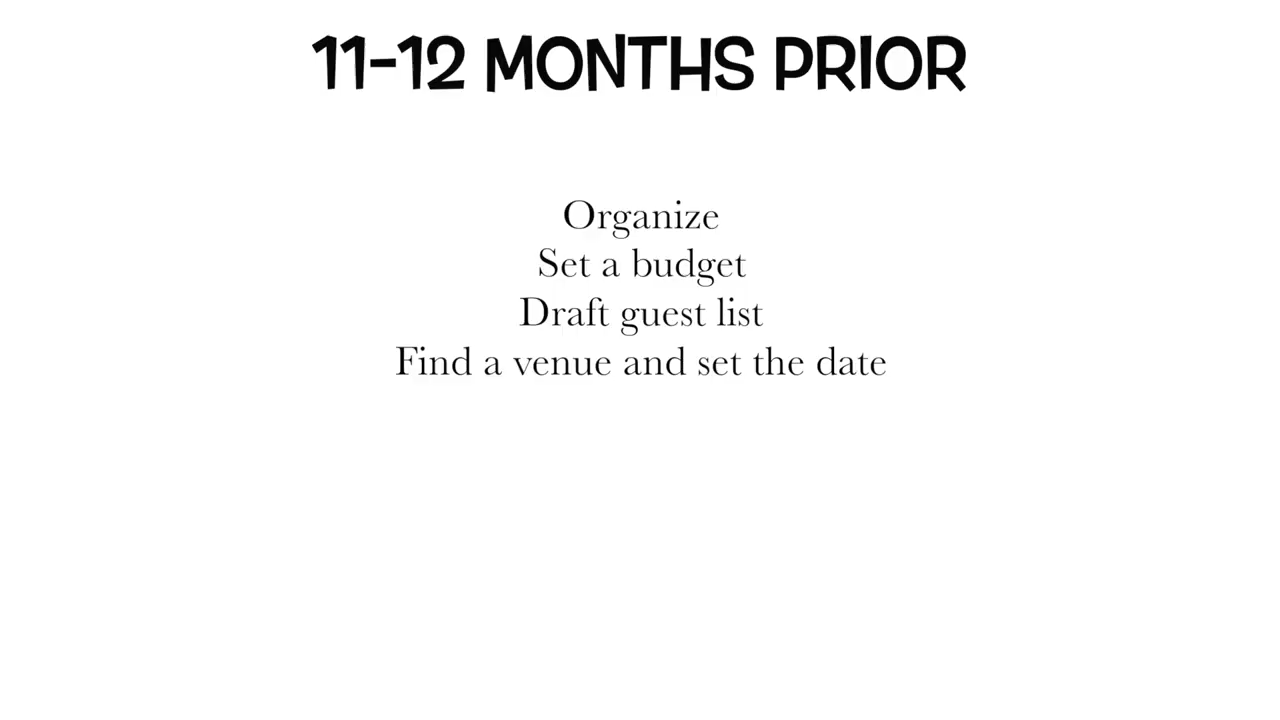 11-12 MONTHS PRIOR
Organize
Set a budget
Draft guest list
Find a venue and set the date